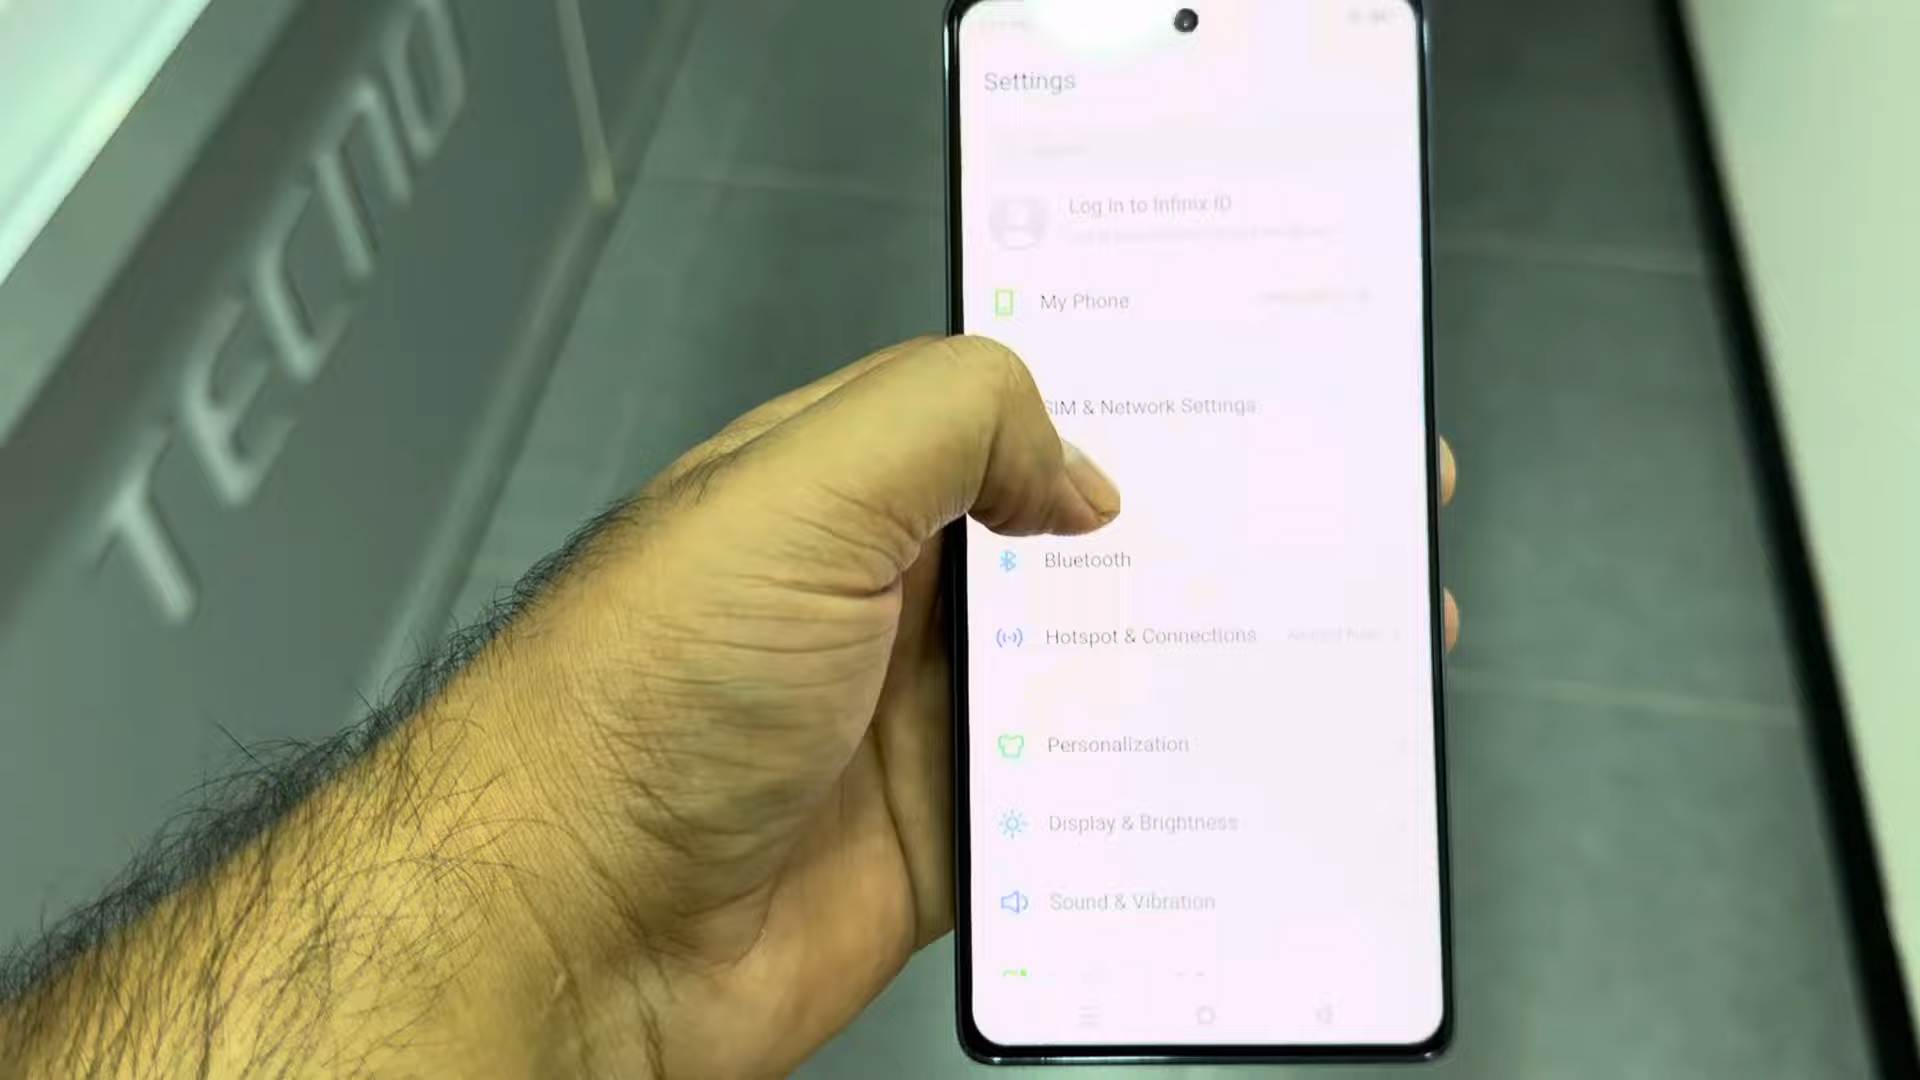 TECNO
Settings
Log in to Infinix ID
My Phone
SIM & Network Settings
Bluetooth
Hotspot & Connections
Personalization
Display & Brightness
Sound & Vibration